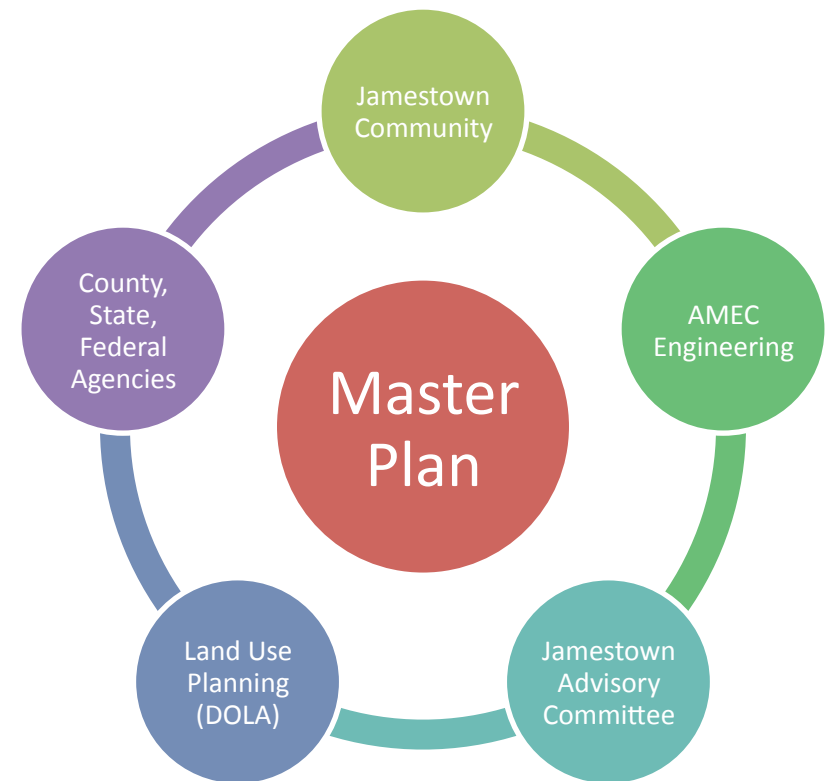 Jamestown
Community
County,
State,
Federal
Agencies
AMEC
Engineering
Master
Plan
Land Use
Planning
(DOLA)
Jamestown
Advisory
Committee